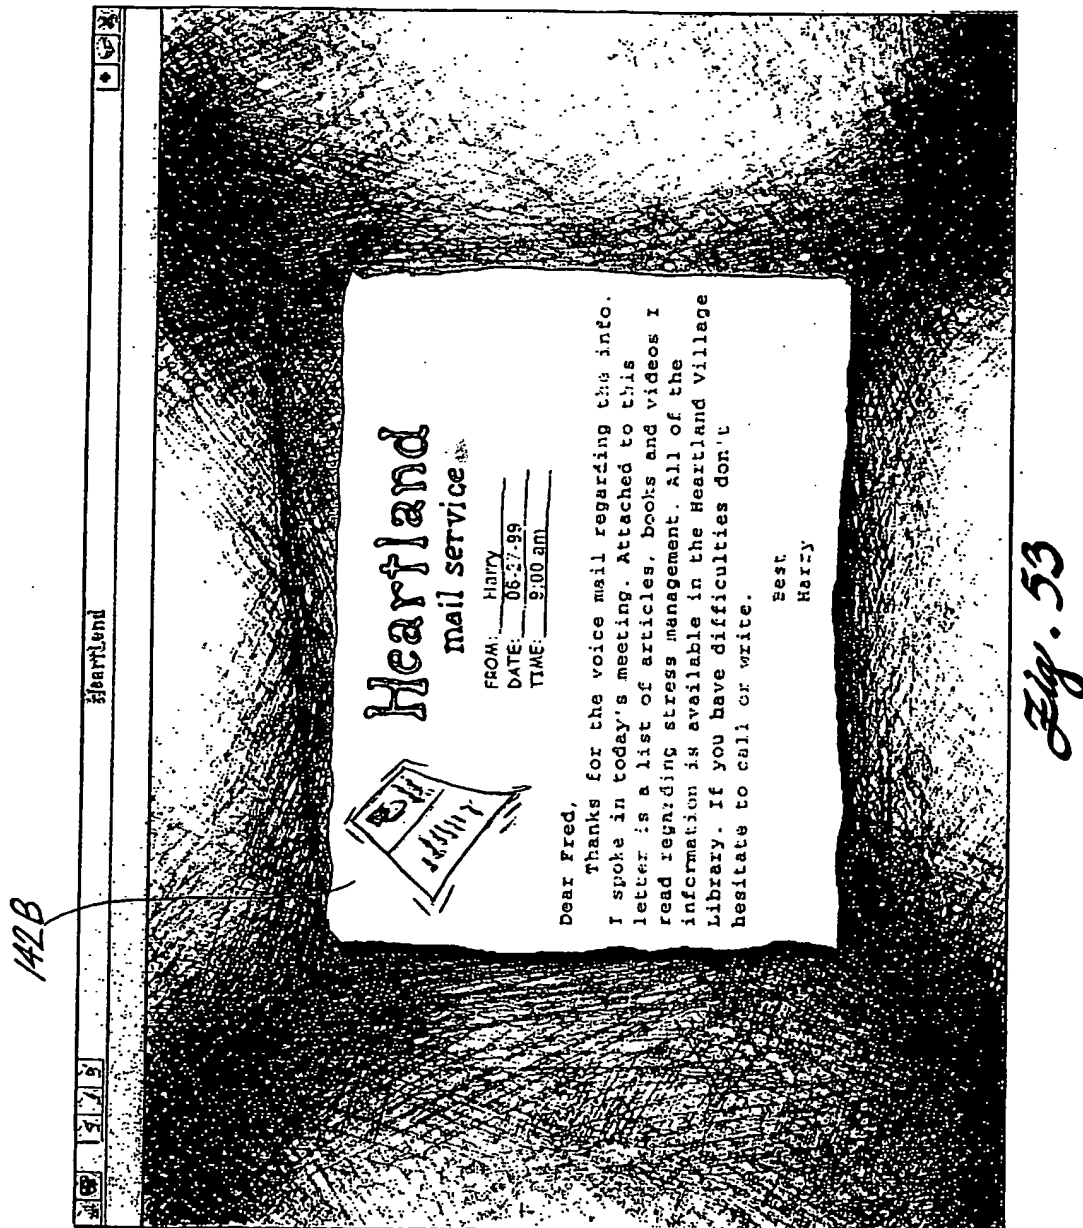 142B
HeartLand
Heartland
mail service
FROM: Harry
DATE: 06-27-99
TIME: 9:00 am
Dear Fred,
Thanks for the voice mail regarding the info.
I spoke in today's meeting. Attached to this
letter is a list of articles, books and videos I
read regarding stress management. All of the
information is available in the Heartland Village
Library. If you have difficulties don't
hesitate to call or write.
Best
Harry
Fig. 53